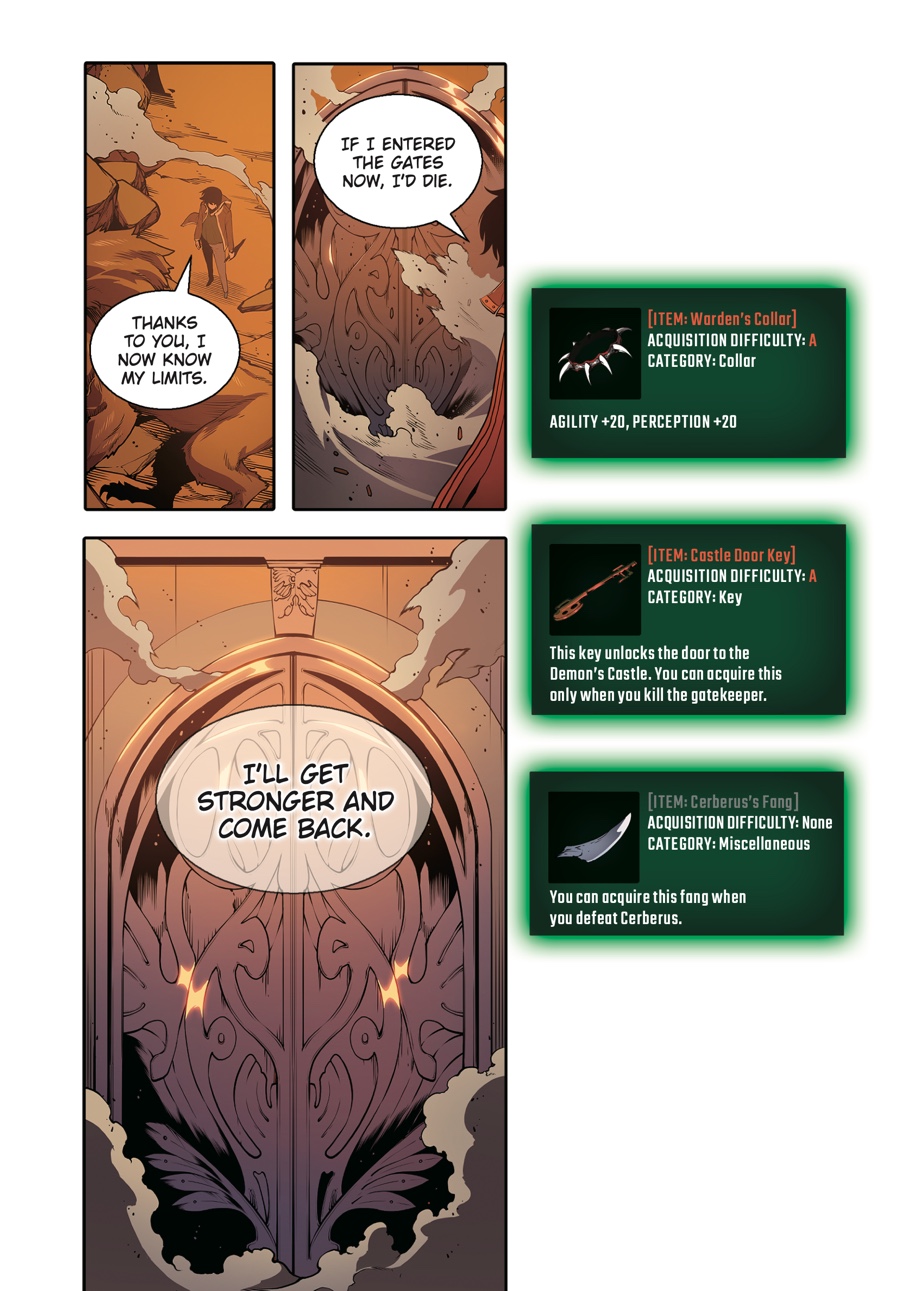 THANKS
TO YOU, I
NOW KNOW
MY LIMITS.
IF I ENTERED
THE GATES
NOW, I'D DIE.
[ITEM: Warden's Collar]
ACQUISITION DIFFICULTY: A
CATEGORY: Collar
AGILITY +20, PERCEPTION +20
[ITEM: Castle Door Key]
ACQUISITION DIFFICULTY: A
CATEGORY: Key
This key unlocks the door to the
Demon's Castle. You can acquire this
only when you kill the gatekeeper.
[ITEM: Cerberus's Fang]
ACQUISITION DIFFICULTY: None
CATEGORY: Miscellaneous
You can acquire this fang when
you defeat Cerberus.
I'LL GET
STRONGER AND
COME BACK.